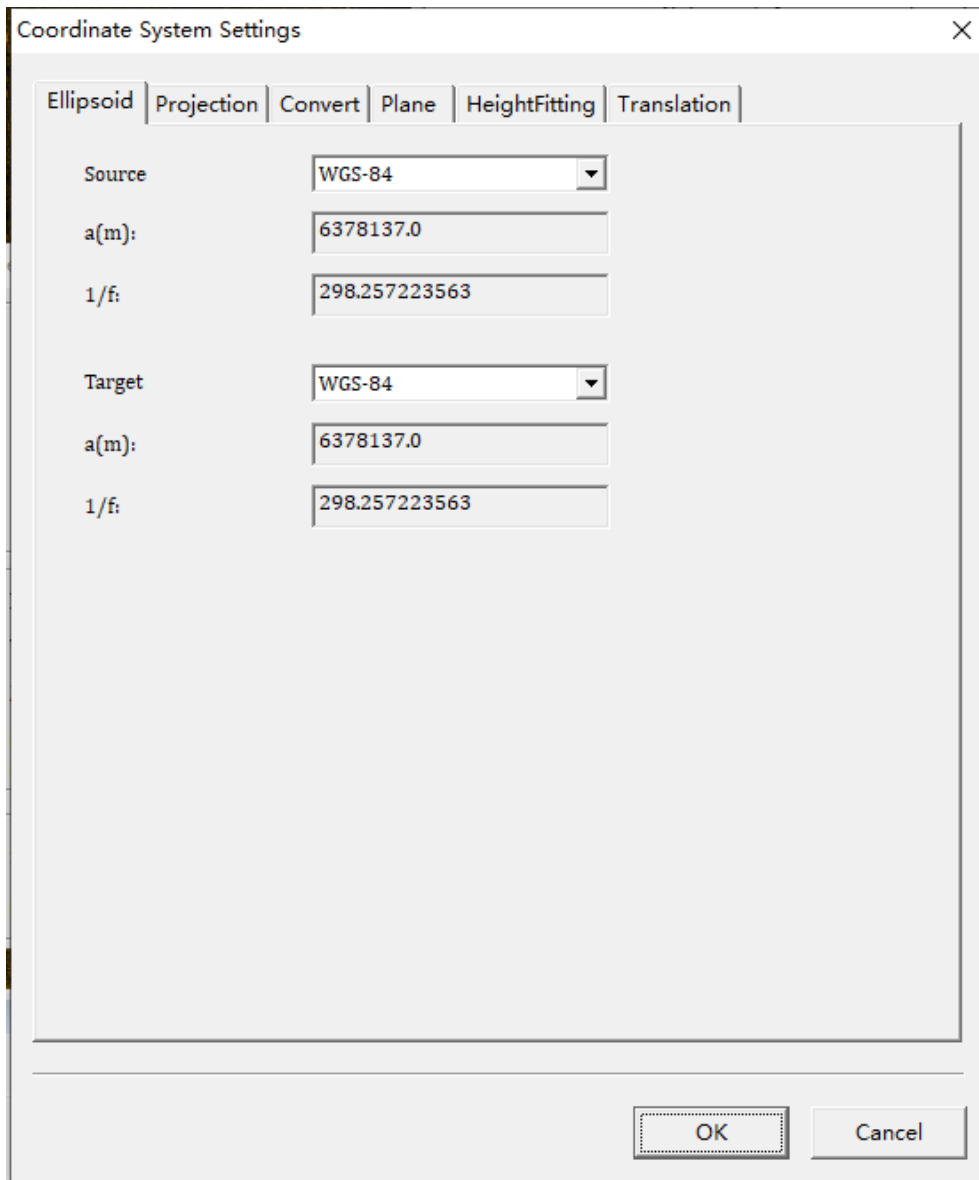 Coordinate System Settings
Ellipsoid Projection Convert Plane HeightFitting Translation
Source WGS-84
a(m): 6378137.0
1/f: 298.257223563
Target WGS-84
a(m): 6378137.0
1/f: 298.257223563
OK Cancel